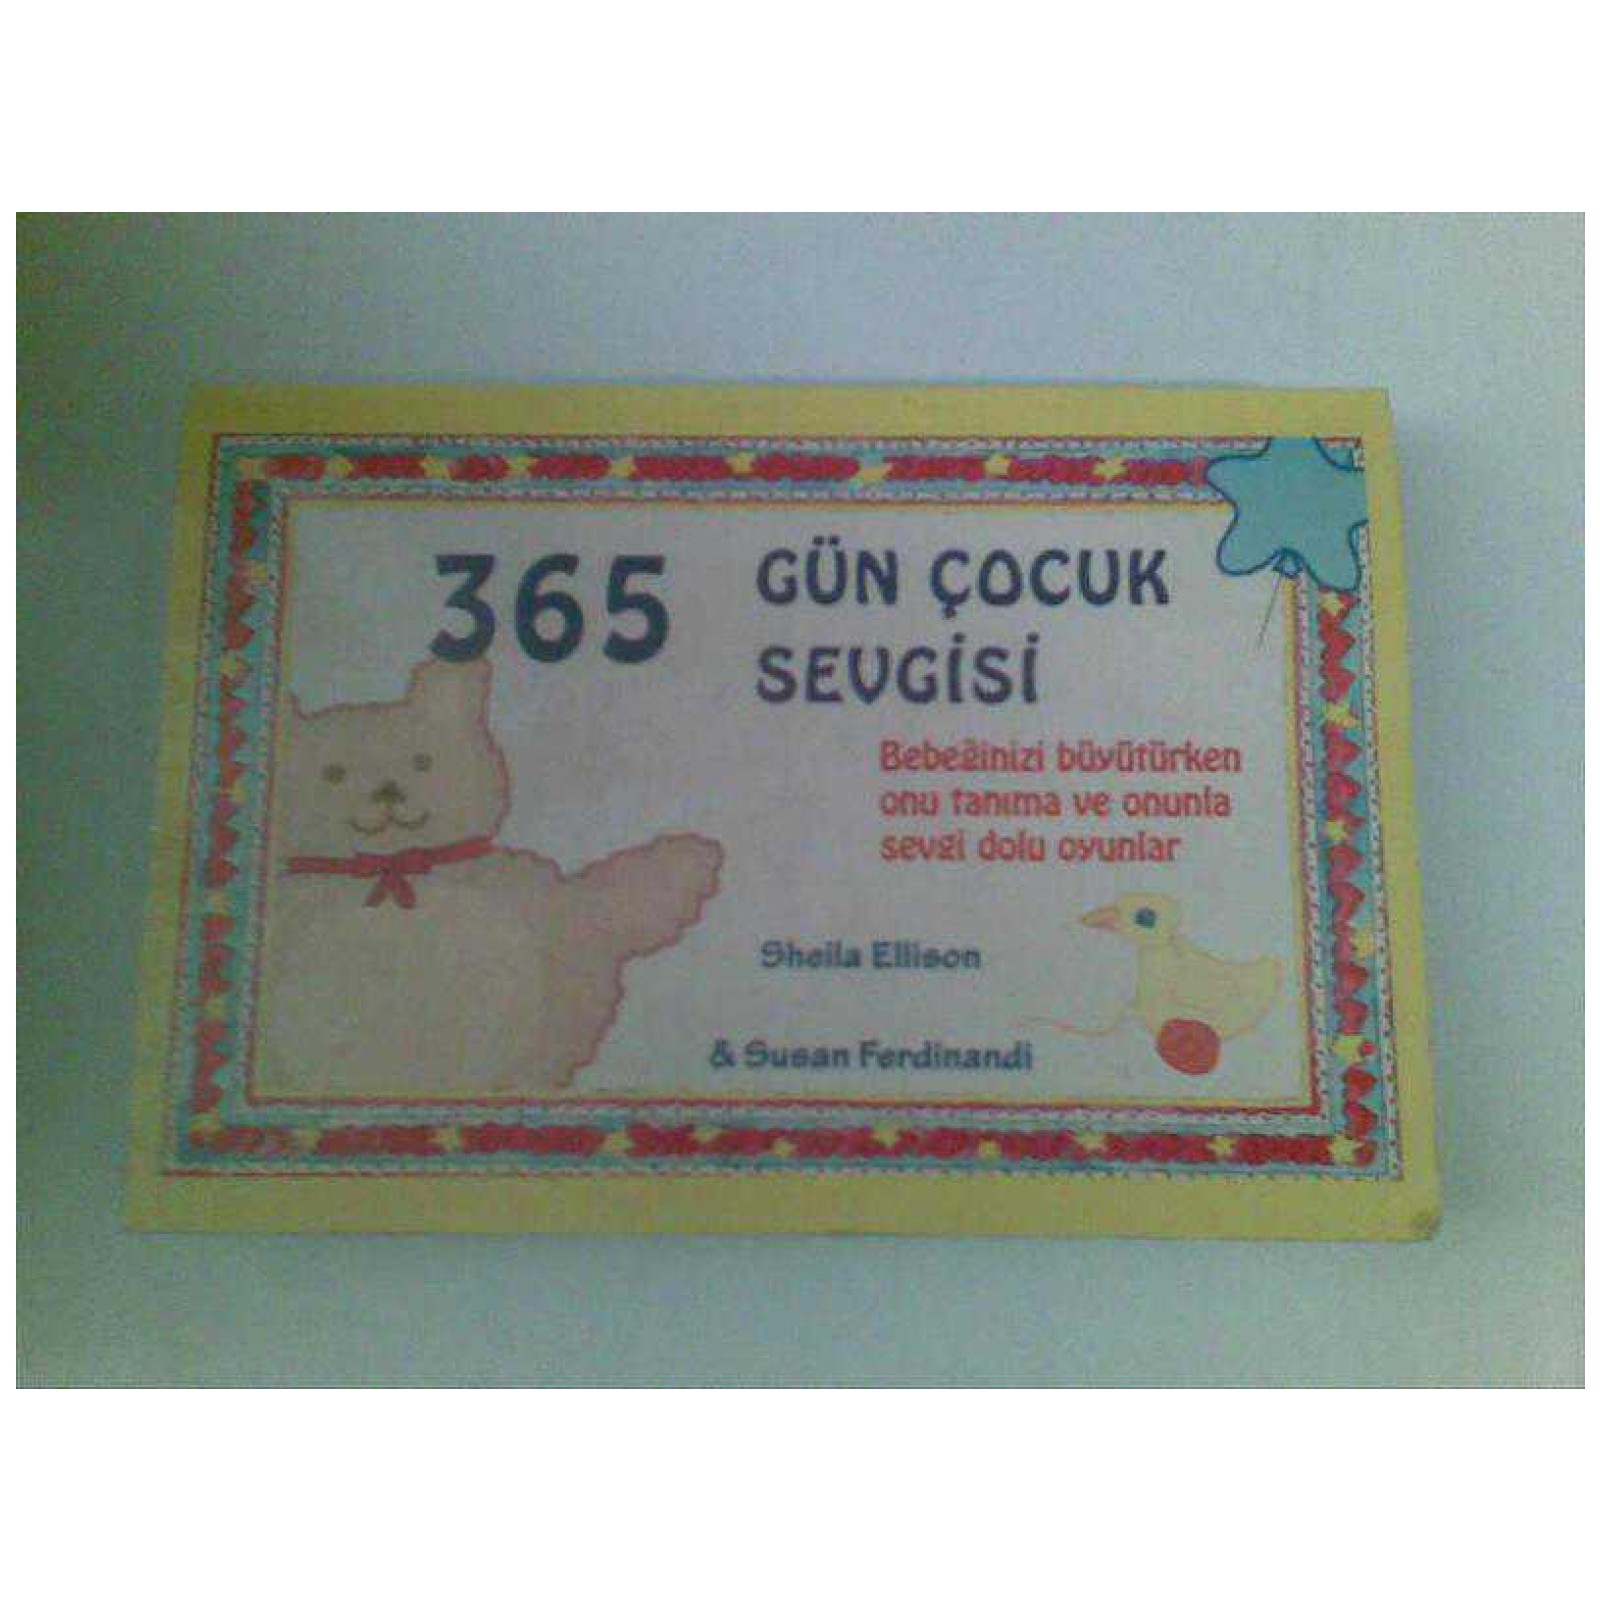 365 GÜN ÇOCUK
SEVGİSİ
Bebeğinizi büyütürken
onu tanıma ve onunla
sevgi dolu oyunlar
Sheila Ellison
& Susan Ferdinandi